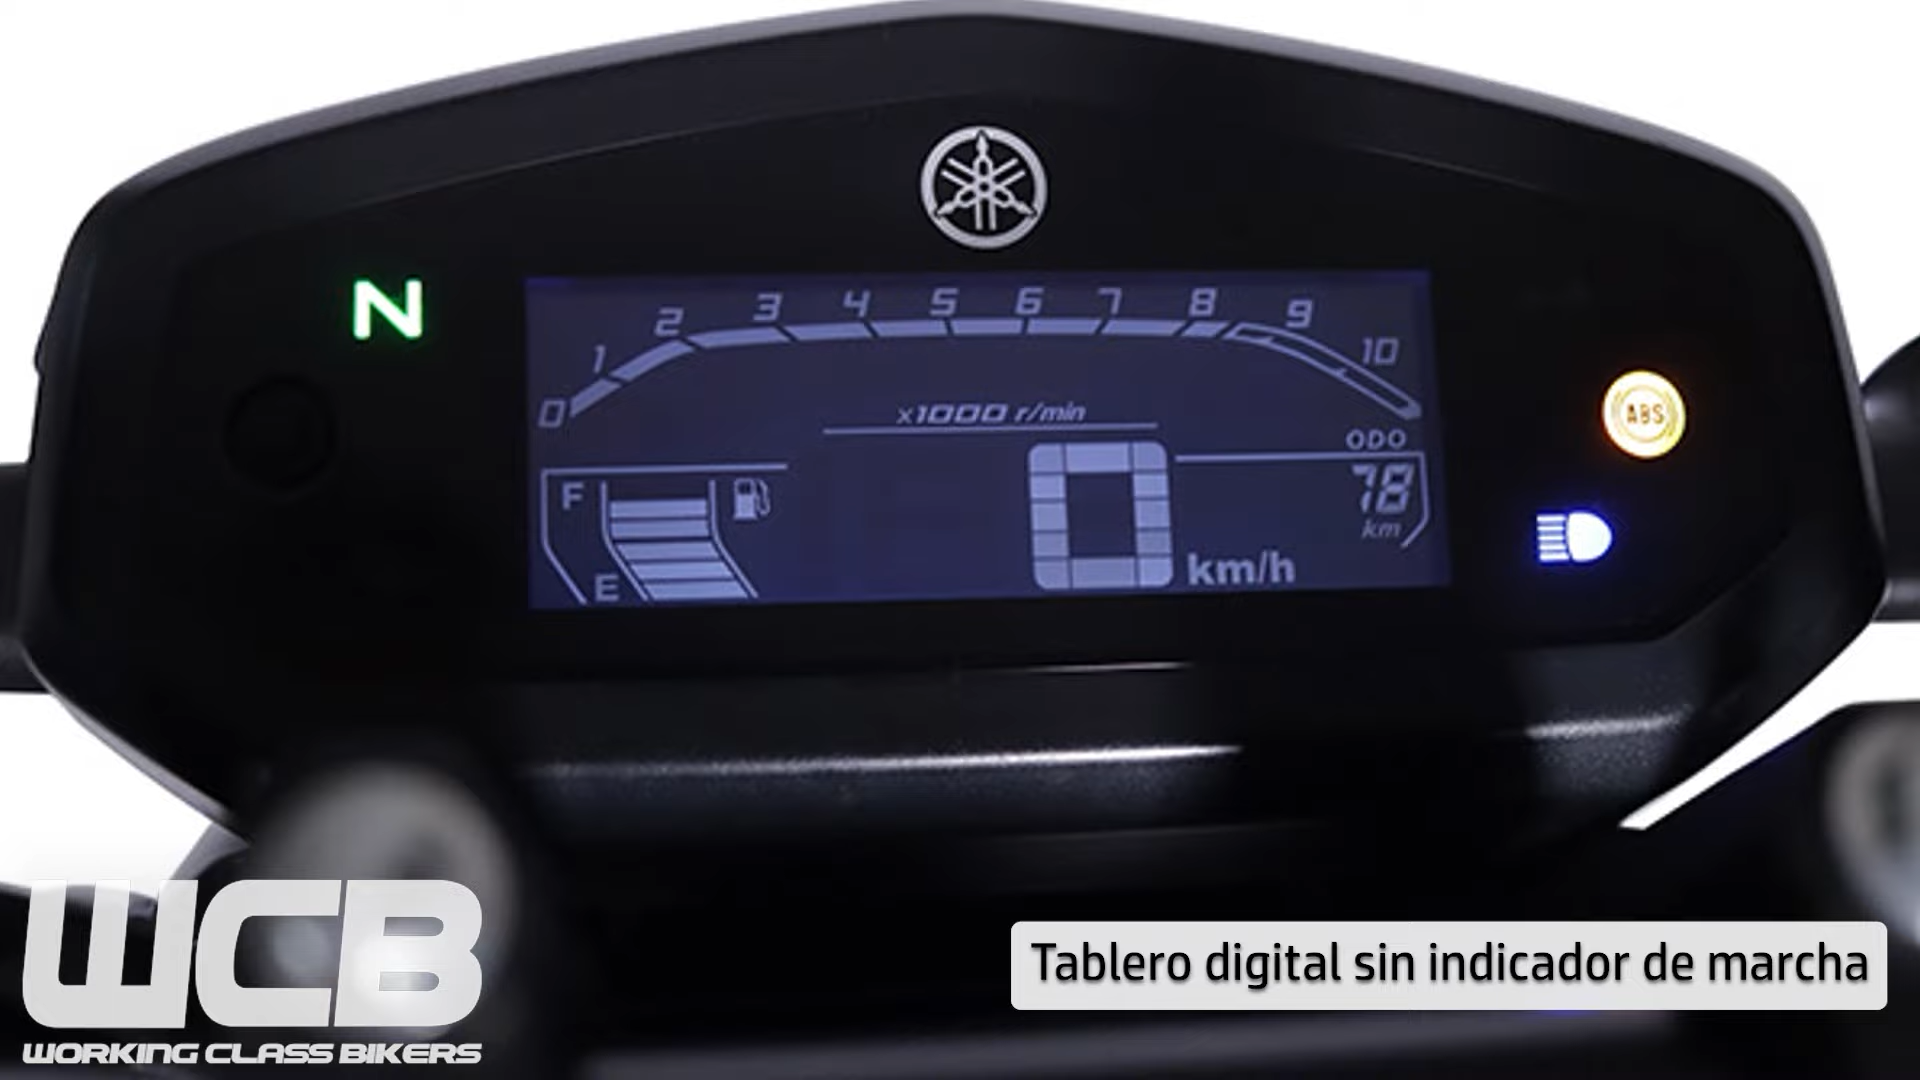 N
0 1 2 3 4 5 6 7 8 9 10
x1000 r/min
ODO
78
km
F
E
0 km/h
ABS
WCB
WORKING CLASS BIKERS
Tablero digital sin indicador de marcha